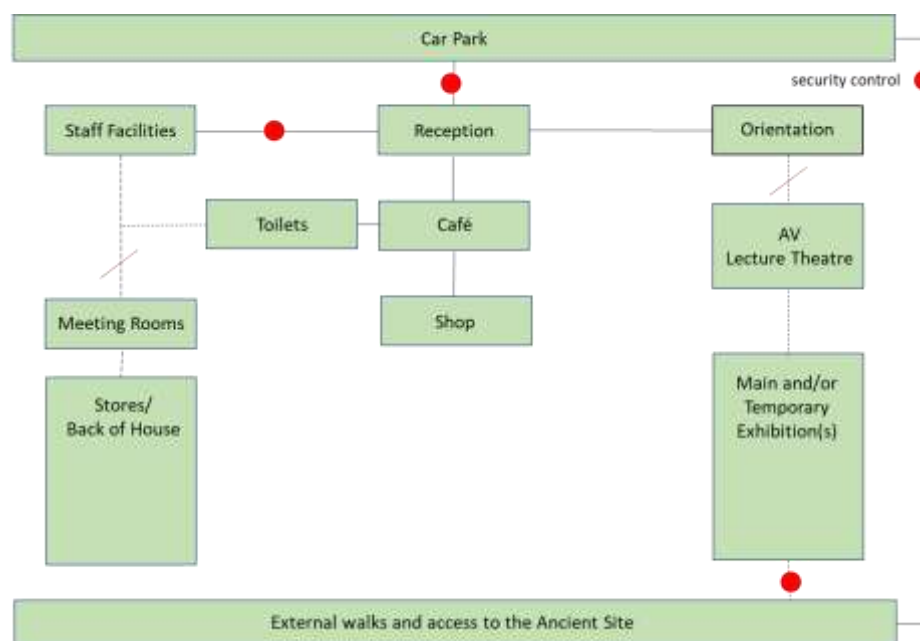 Car Park
security control
Staff Facilities
Reception
Orientation
Toilets
Café
AV
Lecture Theatre
Meeting Rooms
Shop
Stores/
Back of House
Main and/or
Temporary
Exhibition(s)
External walks and access to the Ancient Site